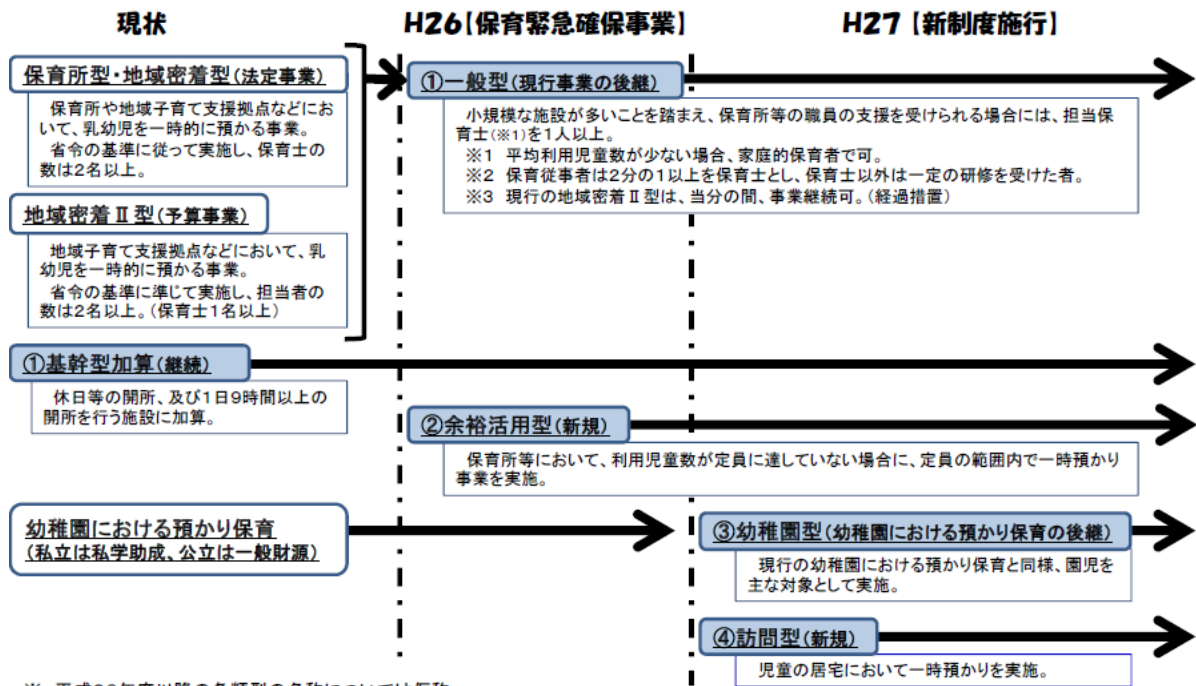 現状
H26【保育緊急確保事業】
H27【新制度施行】
保育所型・地域密着型(法定事業)
保育所や地域子育て支援拠点などにお
いて、乳幼児を一時的に預かる事業。
省令の基準に従って実施し、保育士の
数は2名以上。
地域密着Ⅱ型(予算事業)
地域子育て支援拠点などにおいて、乳
幼児を一時的に預かる事業。
省令の基準に準じて実施し、担当者の
数は2名以上。(保育士1名以上)
①一般型(現行事業の後継)
小規模な施設が多いことを踏まえ、保育所等の職員の支援を受けられる場合には、担当保
育士(※1)を1人以上。
※1 平均利用児童数が少ない場合、家庭的保育者で可。
※2 保育従事者は2分の1以上を保育士とし、保育士以外は一定の研修を受けた者。
※3 現行の地域密着Ⅱ型は、当分の間、事業継続可。(経過措置)
①基幹型加算(継続)
休日等の開所、及び1日9時間以上の
開所を行う施設に加算。
②余裕活用型(新規)
保育所等において、利用児童数が定員に達していない場合に、定員の範囲内で一時預かり
事業を実施。
幼稚園における預かり保育
(私立は私学助成、公立は一般財源)
③幼稚園型(幼稚園における預かり保育の後継)
現行の幼稚園における預かり保育と同様、園児を
主な対象として実施。
④訪問型(新規)
児童の居宅において一時預かりを実施。